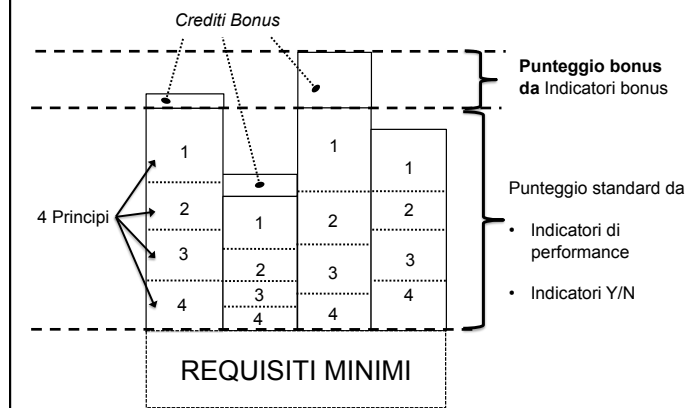 Crediti Bonus
Punteggio bonus
da Indicatori bonus
4 Principi
1
2
3
4
1
2
3
4
1
2
3
4
1
2
3
4
Punteggio standard da
• Indicatori di
performance
• Indicatori Y/N
REQUISITI MINIMI